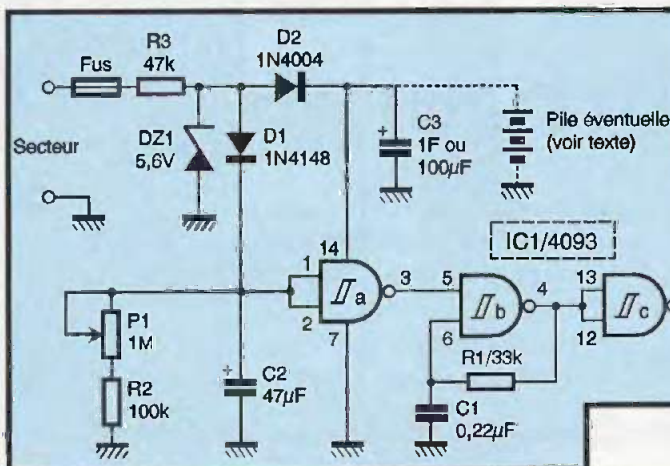 Fus
R3
47k
D2
1N4004
Secteur
DZ1
5,6V
D1
1N4148
+
C3
1F ou
100µF
Pile éventuelle
(voir texte)
IC1/4093
P1
1M
R2
100k
+
C2
47µF
1
2
14
a
7
3
5
6
b
4
R1/33k
C1
0,22µF
13
12
c